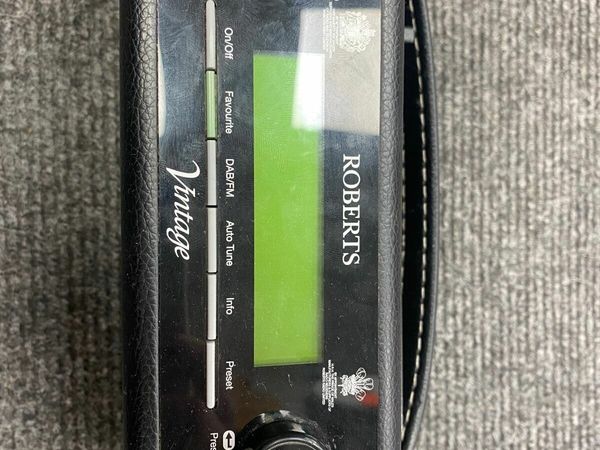 ROBERTS
On/Off
Favourite
DAB/FM
Auto Tune
Info
Preset
Vintage